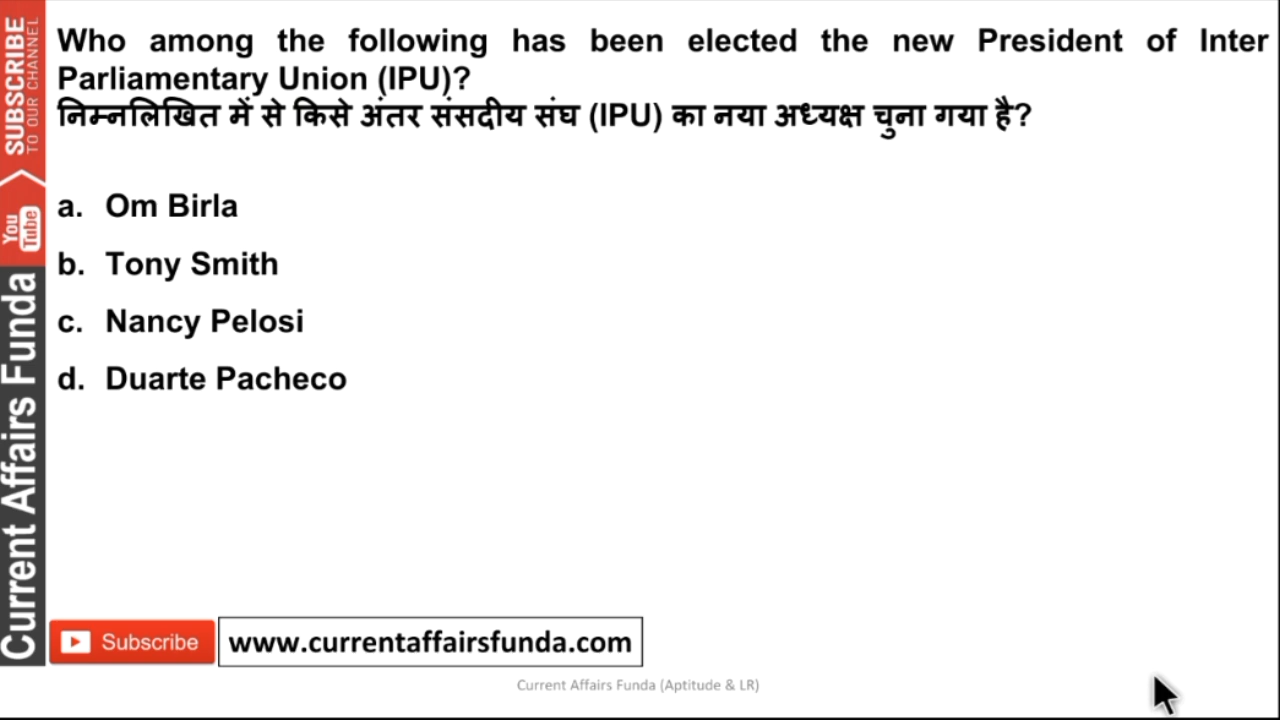 Who among the following has been elected the new President of Inter
Parliamentary Union (IPU)?
निम्नलिखित में से किसे अंतर संसदीय संघ (IPU) का नया अध्यक्ष चुना गया है?
a. Om Birla
b. Tony Smith
c. Nancy Pelosi
d. Duarte Pacheco
SUBSCRIBE
TO OUR CHANNEL
You
Tube
Current Affairs Funda
Subscribe
www.currentaffairsfunda.com
Current Affairs Funda (Aptitude & LR)